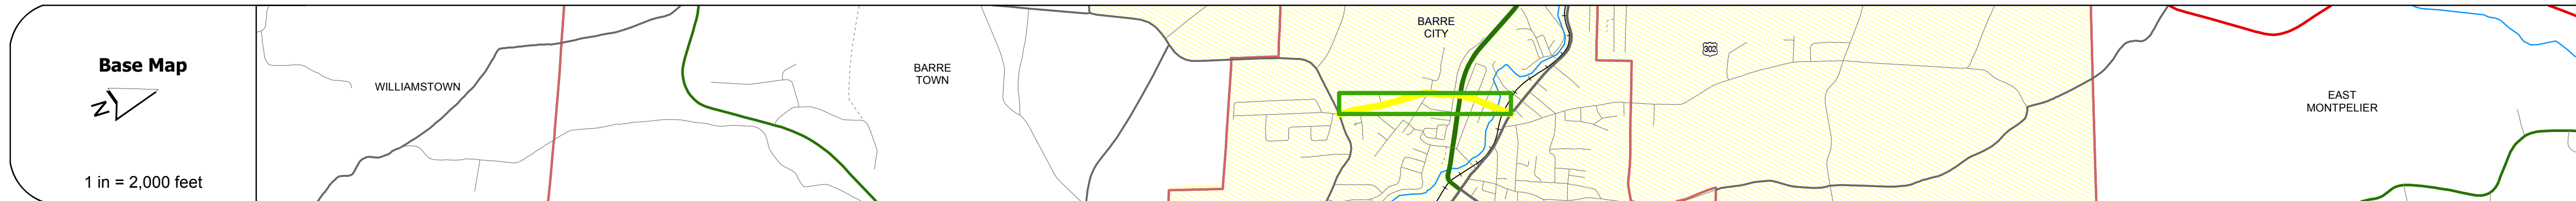 Base Map
N
1 in = 2,000 feet
WILLIAMSTOWN
BARRE
TOWN
BARRE
CITY
302
EAST
MONTPELIER